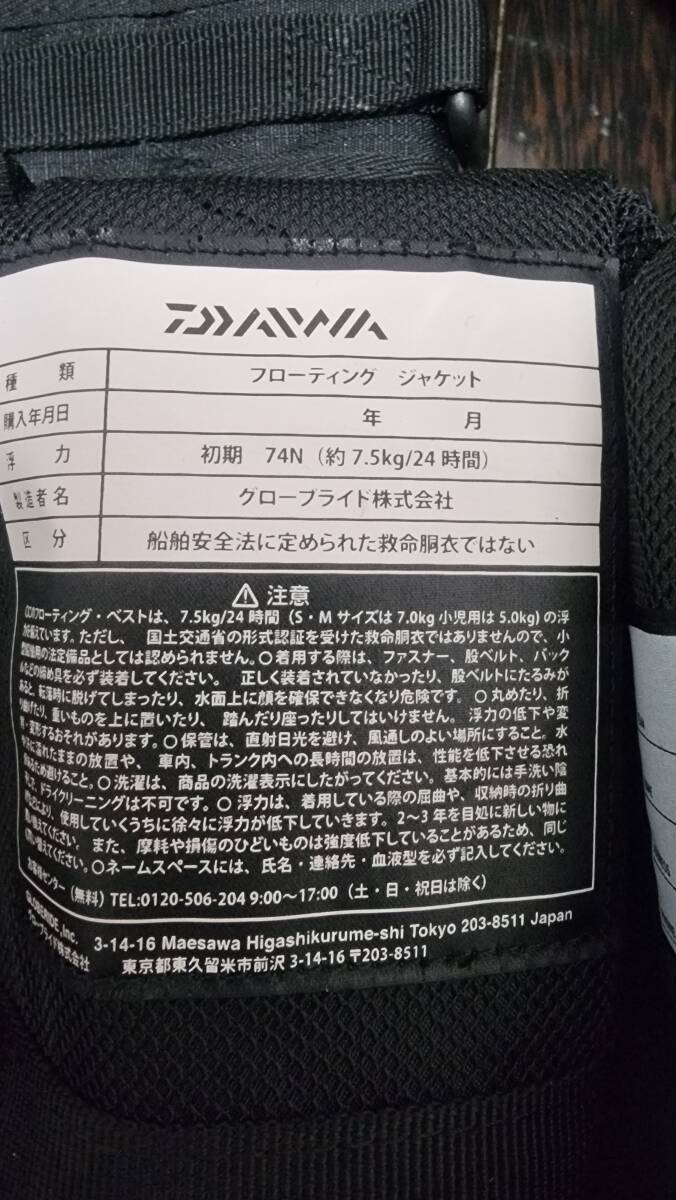 DAIWA
種 類 フローティング ジャケット
購入年月日 年 月
浮 力 初期 74N（約7.5kg/24時間）
製造者名 グローブライド株式会社
区 分 船舶安全法に定められた救命胴衣ではない
⚠ 注意
フローティング・ベストは、7.5kg/24時間（S・Mサイズは7.0kg 小児用は5.0kg）の浮
ています。ただし、 国土交通省の形式認証を受けた救命胴衣ではありませんので、小
の法定備品としては認められません。○着用する際は、ファスナー、股ベルト、バック
などの締め具を必ず装着してください。 正しく装着されていなかったり、股ベルトにたるみが
あると、転落時に脱げてしまったり、水面上に顔を確保できなくなり危険です。○丸めたり、折
り曲げたり、重いものを上に置いたり、 踏んだり座ったりしてはいけません。浮力の低下や変
・変形するおそれがあります。○保管は、直射日光を避け、風通しのよい場所にすること。水
に濡れたままの放置や、 車内、トランク内への長時間の放置は、性能を低下させる恐れ
があるため避けること。○洗濯は、商品の洗濯表示にしたがってください。基本的には手洗い陰
で、ドライクリーニングは不可です。○浮力は、着用している際の屈曲や、収納時の折り曲
などにより、使用していくうちに徐々に浮力が低下していきます。2～3年を目処に新しい物に
買い替えてください。また、摩耗や損傷のひどいものは強度低下していることがあるため、同じ
買い替えてください。○ネームスペースには、氏名・連絡先・血液型を必ず記入してください。
お客様センター（無料）TEL:0120-506-204 9:00～17:00（土・日・祝日は除く）
GLOBERIDE,Inc. 3-14-16 Maesawa Higashikurume-shi Tokyo 203-8511 Japan
グローブライド株式会社 東京都東久留米市前沢 3-14-16 〒203-8511